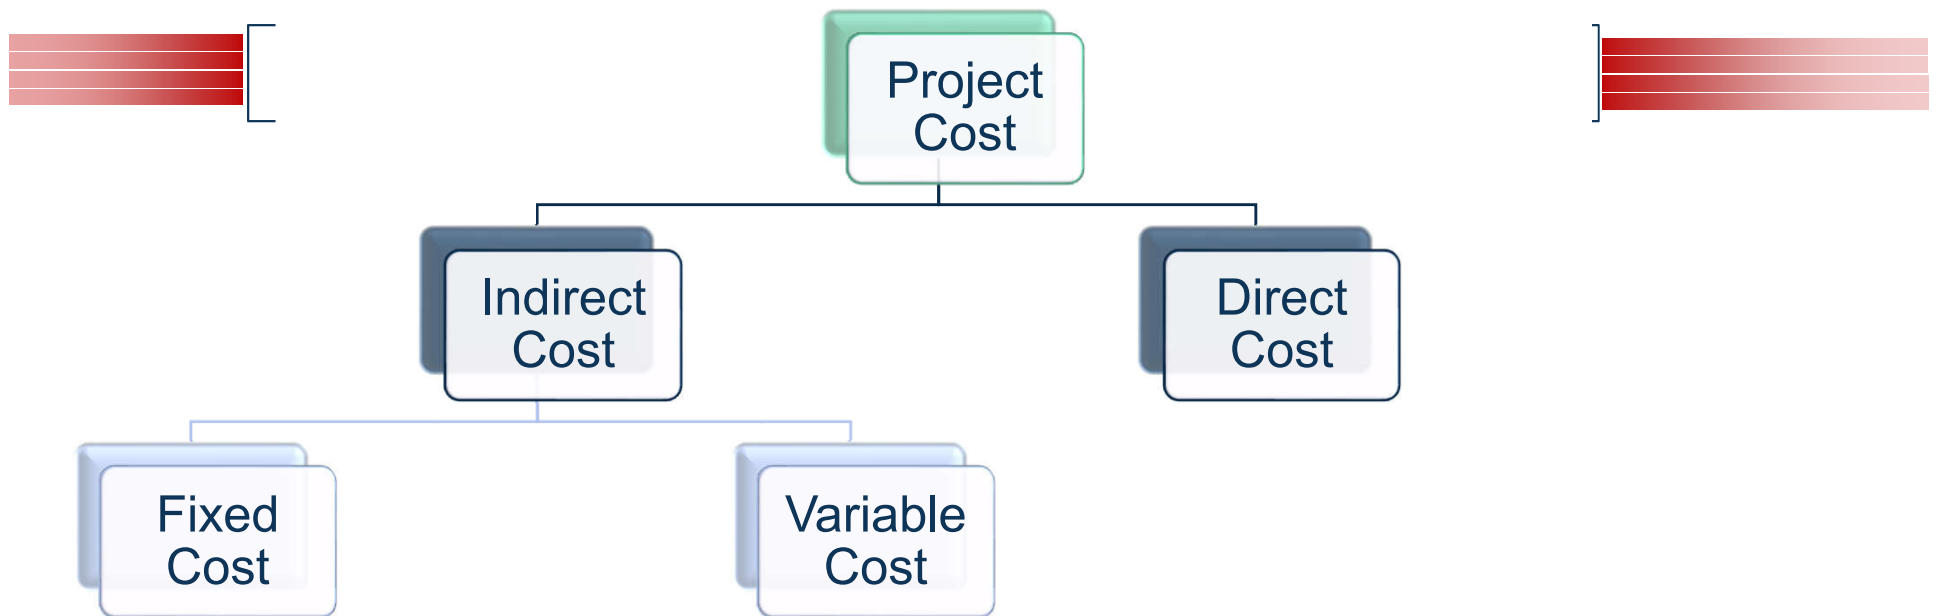 Project
Cost
Indirect
Cost
Direct
Cost
Fixed
Cost
Variable
Cost